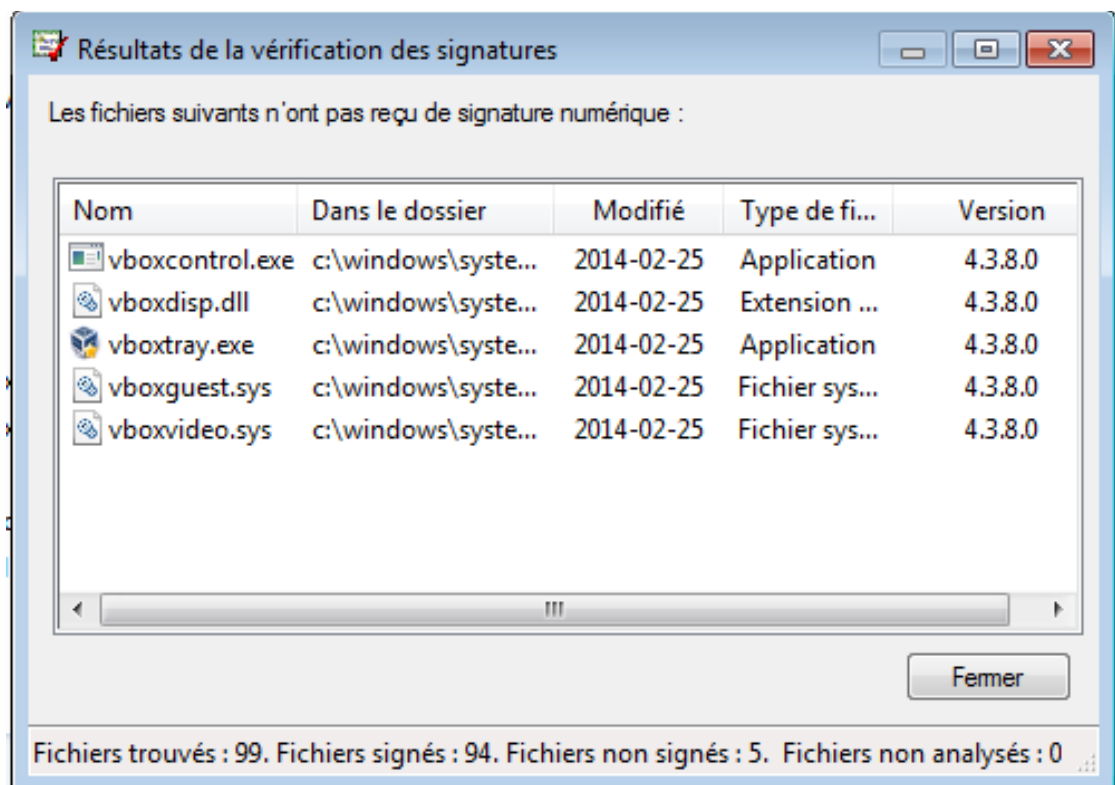 Résultats de la vérification des signatures
Les fichiers suivants n'ont pas reçu de signature numérique :
Nom Dans le dossier Modifié Type de fi... Version
vboxcontrol.exe c:\windows\syste... 2014-02-25 Application 4.3.8.0
vboxdisp.dll c:\windows\syste... 2014-02-25 Extension ... 4.3.8.0
vboxtray.exe c:\windows\syste... 2014-02-25 Application 4.3.8.0
vboxguest.sys c:\windows\syste... 2014-02-25 Fichier sys... 4.3.8.0
vboxvideo.sys c:\windows\syste... 2014-02-25 Fichier sys... 4.3.8.0
Fermer
Fichiers trouvés : 99. Fichiers signés : 94. Fichiers non signés : 5. Fichiers non analysés : 0